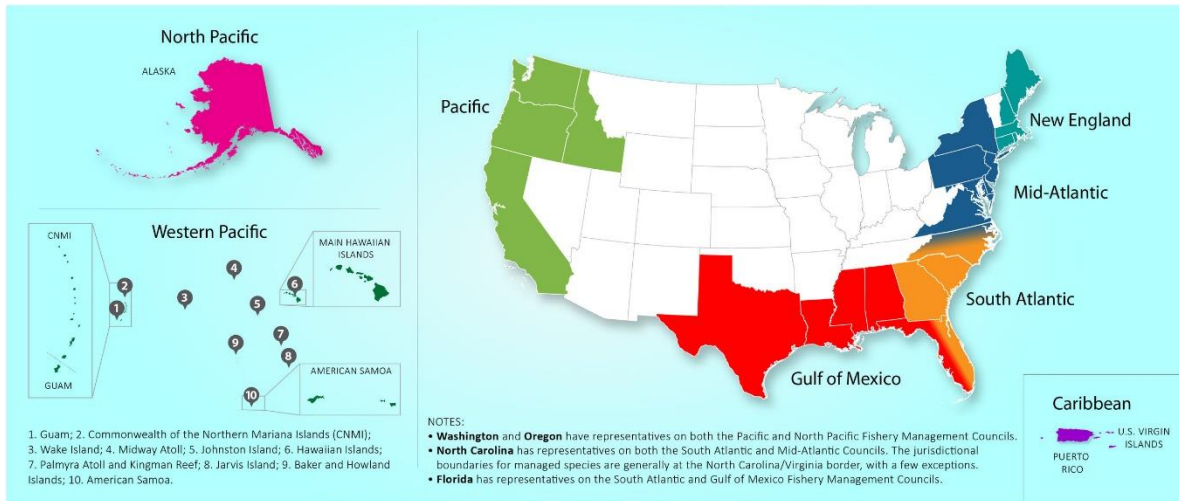 North Pacific
ALASKA
Western Pacific
CNMI
GUAM
1
2
3
4
5
6
7
8
9
10
MAIN HAWAIIAN
ISLANDS
AMERICAN SAMOA
1. Guam; 2. Commonwealth of the Northern Mariana Islands (CNMI);
3. Wake Island; 4. Midway Atoll; 5. Johnston Island; 6. Hawaiian Islands;
7. Palmyra Atoll and Kingman Reef; 8. Jarvis Island; 9. Baker and Howland
Islands; 10. American Samoa.
Pacific
New England
Mid-Atlantic
South Atlantic
Gulf of Mexico
NOTES:
• Washington and Oregon have representatives on both the Pacific and North Pacific Fishery Management Councils.
• North Carolina has representatives on both the South Atlantic and Mid-Atlantic Councils. The jurisdictional
boundaries for managed species are generally at the North Carolina/Virginia border, with a few exceptions.
• Florida has representatives on the South Atlantic and Gulf of Mexico Fishery Management Councils.
Caribbean
U.S. VIRGIN
ISLANDS
PUERTO
RICO